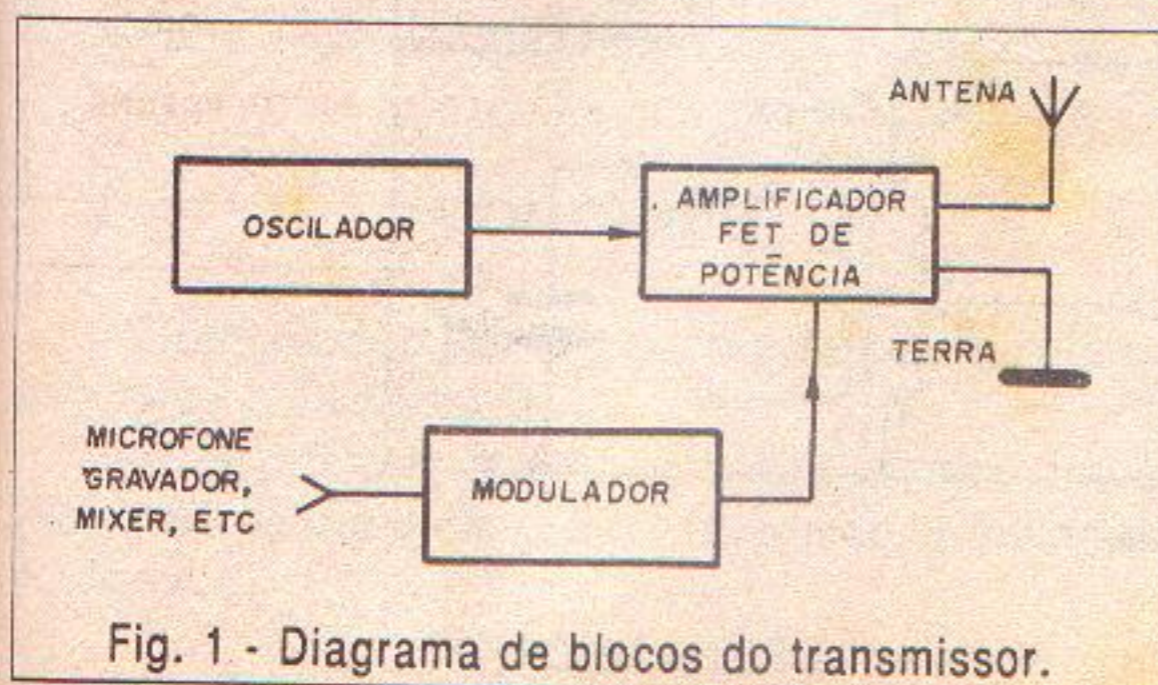 ANTENA
OSCILADOR
AMPLIFICADOR
FET DE
POTÊNCIA
TERRA
MICROFONE
GRAVADOR,
MIXER, ETC
MODULADOR
Fig. 1 - Diagrama de blocos do transmissor.